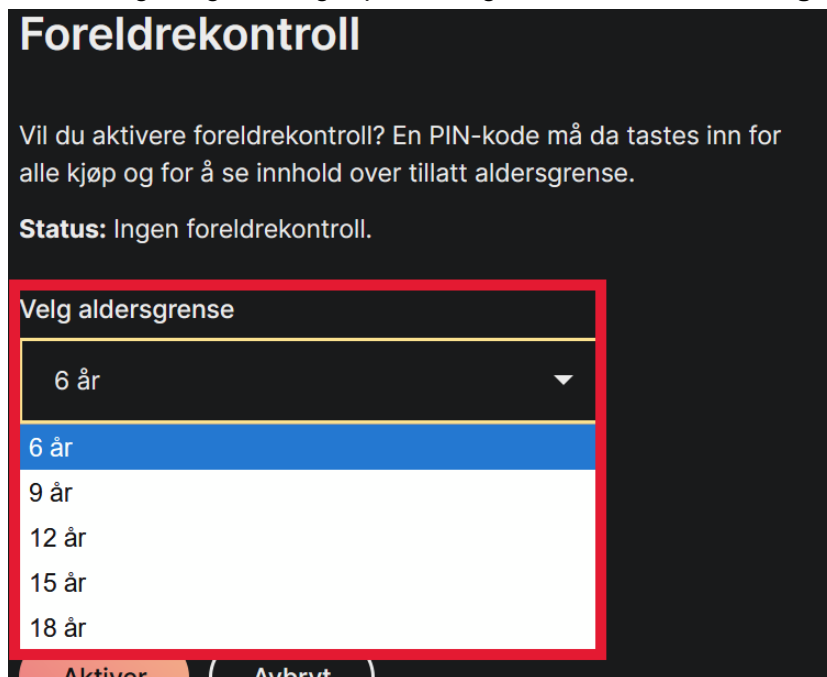 Foreldrekontroll
Vil du aktivere foreldrekontroll? En PIN-kode må da tastes inn for
alle kjøp og for å se innhold over tillatt aldersgrense.
Status: Ingen foreldrekontroll.
Velg aldersgrense
6 år
6 år
9 år
12 år
15 år
18 år
Aktiver Avbryt